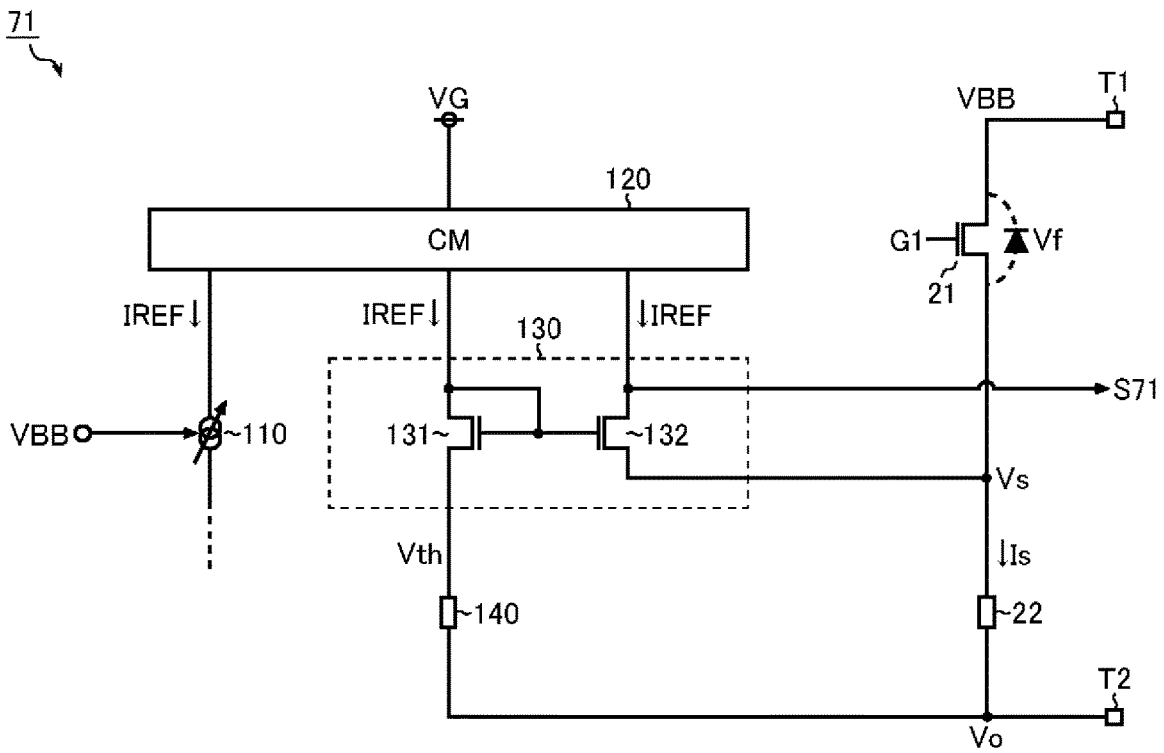 71
VG
VBB
T1
120
CM
G1
Vf
21
IREF↓
IREF↓
↓IREF
130
S71
VBB
110
131
132
Vs
Vth
↓Is
140
22
T2
Vo